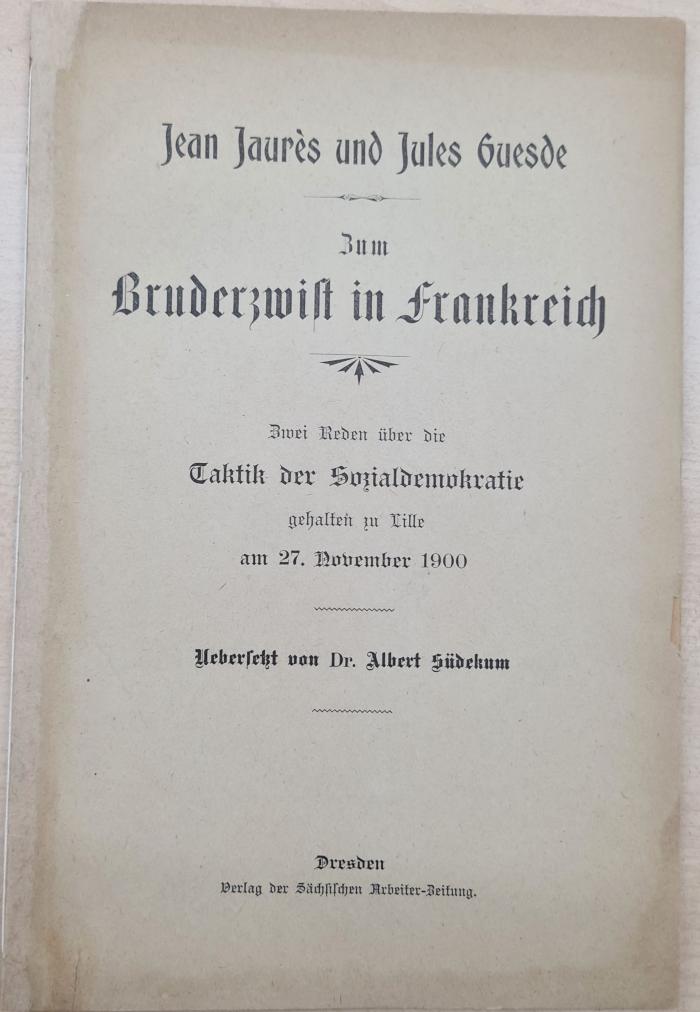 Jean Jaurès und Jules Guesde
Zum
Bruderzwiſt in Frankreich
Zwei Reden über die
Taktik der Sozialdemokratie
gehalten zu Lille
am 27. November 1900
Ueberſetzt von Dr. Albert Südekum
Dresden
Verlag der Sächſiſchen Arbeiter-Zeitung.